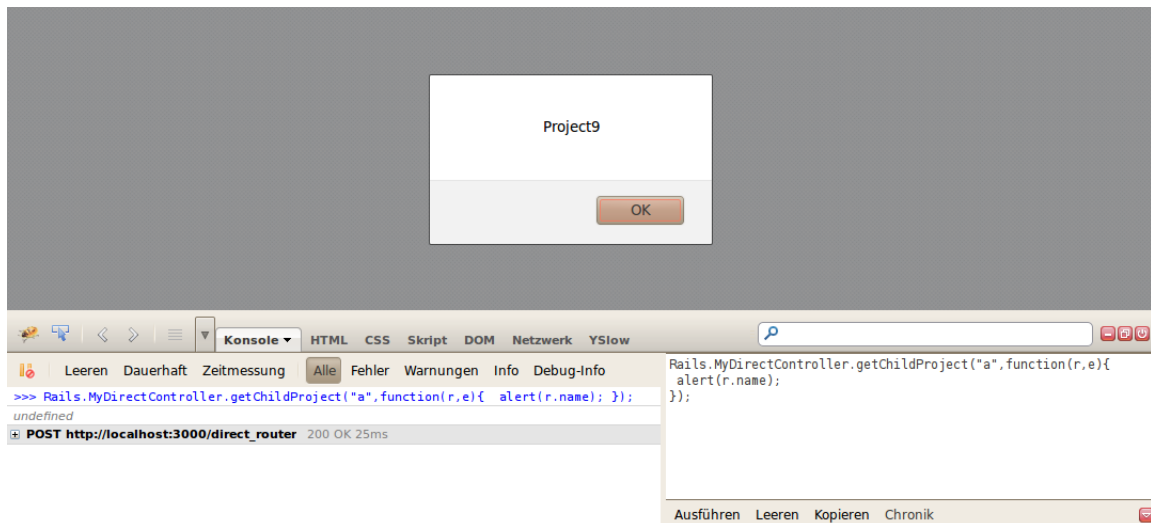 Project9
OK
Konsole HTML CSS Skript DOM Netzwerk YSlow
Leeren Dauerhaft Zeitmessung Alle Fehler Warnungen Info Debug-Info
>>> Rails.MyDirectController.getChildProject("a",function(r,e){  alert(r.name); });
undefined
POST http://localhost:3000/direct_router 200 OK 25ms
Rails.MyDirectController.getChildProject("a",function(r,e){
 alert(r.name);
});
Ausführen Leeren Kopieren Chronik